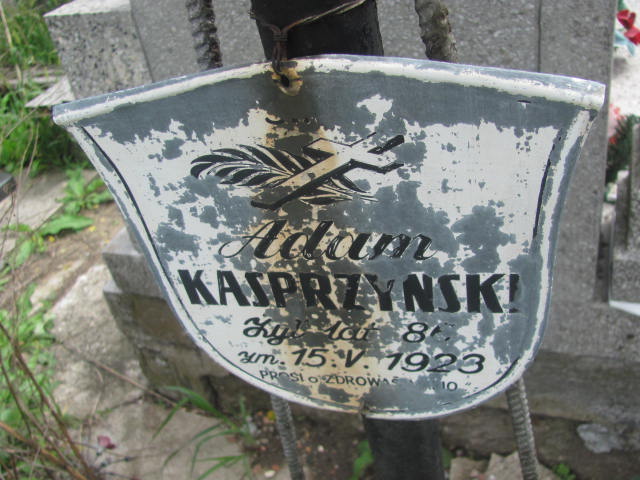 Adam
KASPRZYNSKI
Żył lat
zm. 15.V.1923
PROSI o ZDROWAŚ